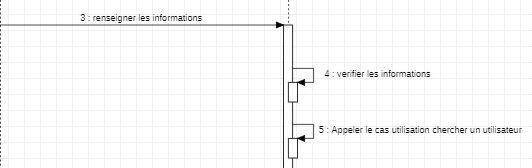 3 : renseigner les informations
4 : verifier les informations
5 : Appeler le cas utilisation chercher un utilisateur